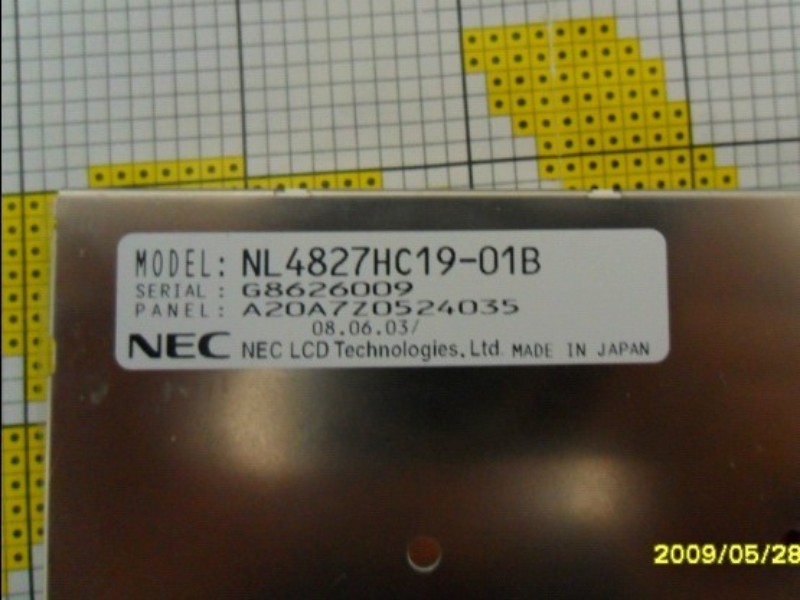 MODEL: NL4827HC19-01B
SERIAL: G8626009
PANEL: A20A7Z0524035
08.06.03/
NEC NEC LCD Technologies, Ltd. MADE IN JAPAN
2009/05/28